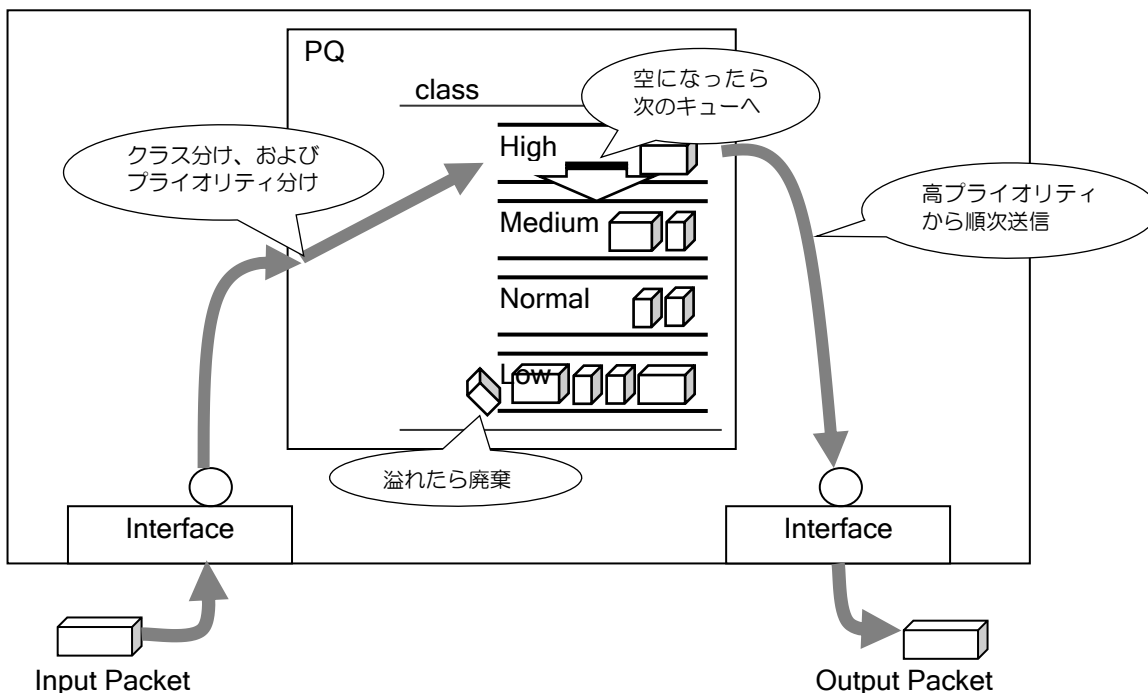 PQ
class
空になったら
次のキューへ
クラス分け、および
プライオリティ分け
High
高プライオリティ
から順次送信
Medium
Normal
Low
溢れたら廃棄
Interface
Interface
Input Packet
Output Packet